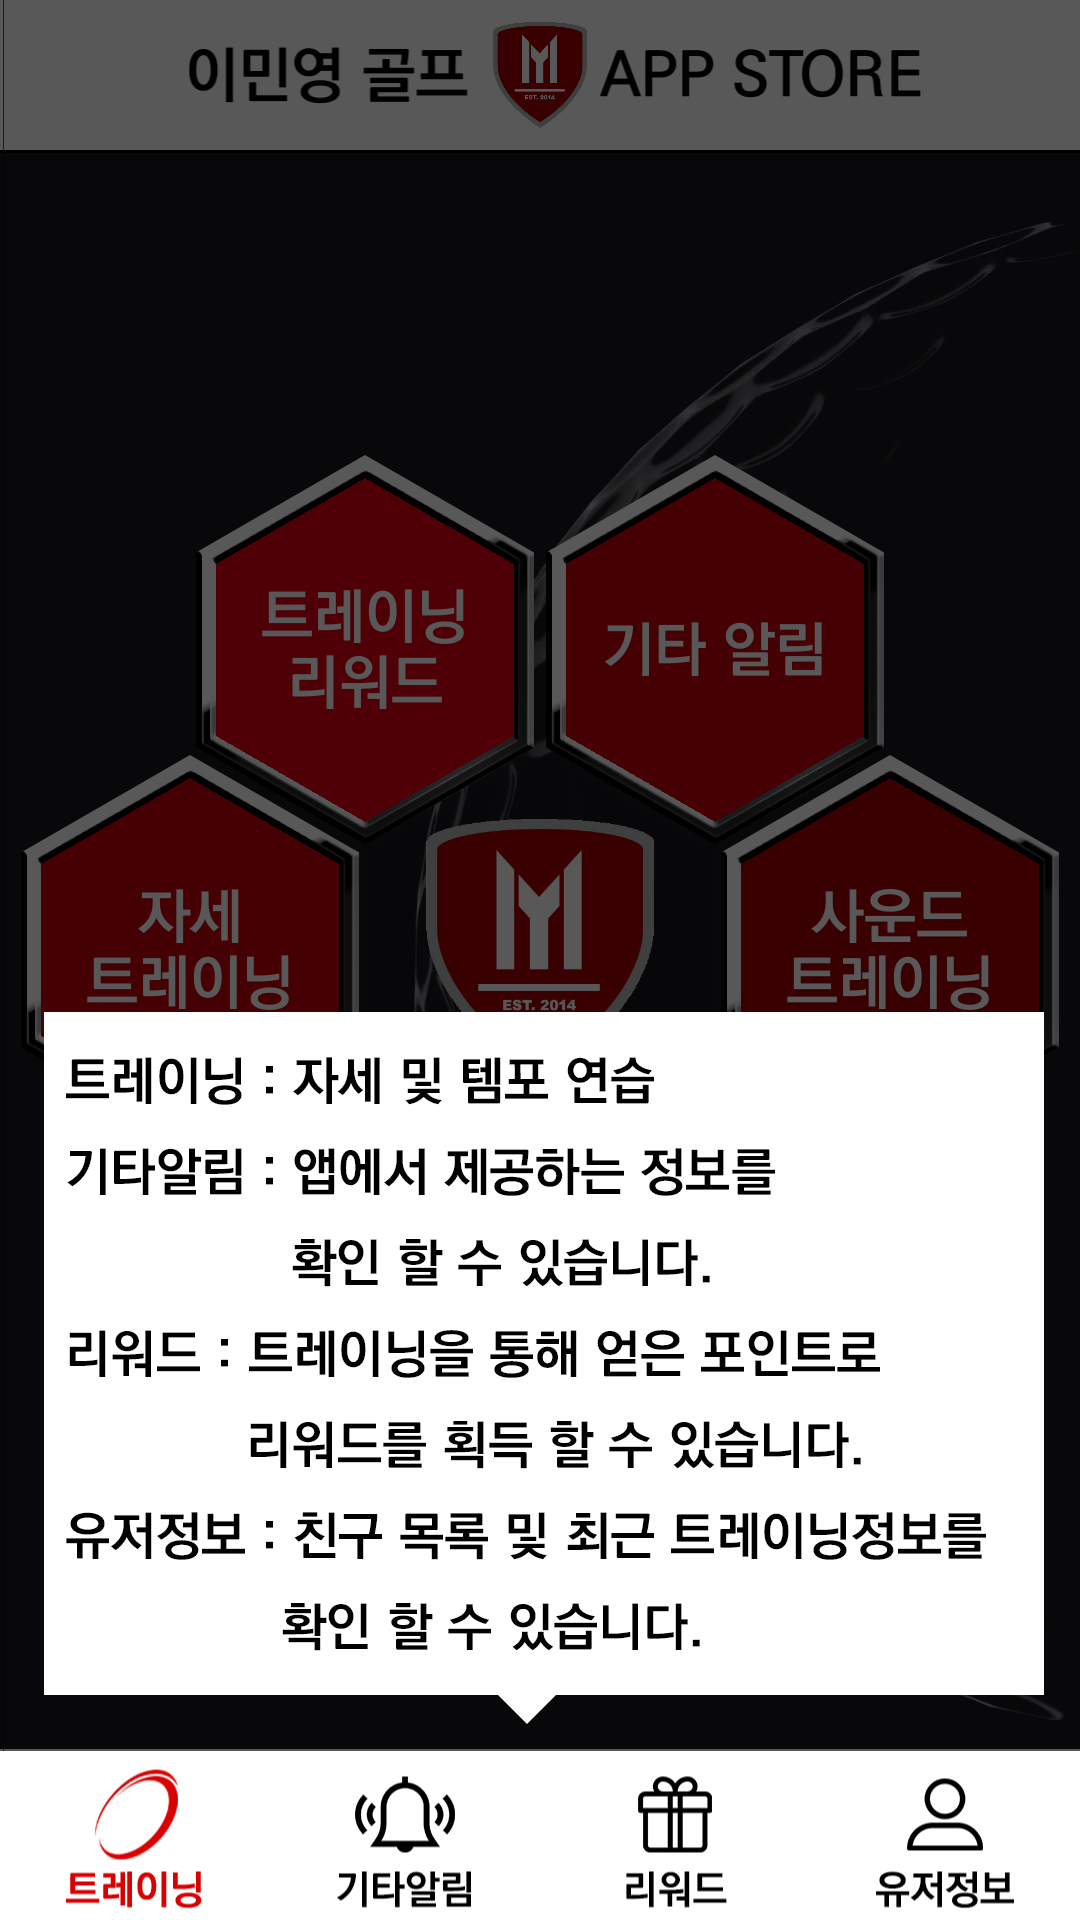 이민영 골프 APP STORE
EST. 2014
트레이닝
리워드
기타 알림
자세
트레이닝
사운드
트레이닝
EST. 2014
트레이닝 : 자세 및 템포 연습
기타알림 : 앱에서 제공하는 정보를
확인 할 수 있습니다.
리워드 : 트레이닝을 통해 얻은 포인트로
리워드를 획득 할 수 있습니다.
유저정보 : 친구 목록 및 최근 트레이닝정보를
확인 할 수 있습니다.
트레이닝
기타알림
리워드
유저정보